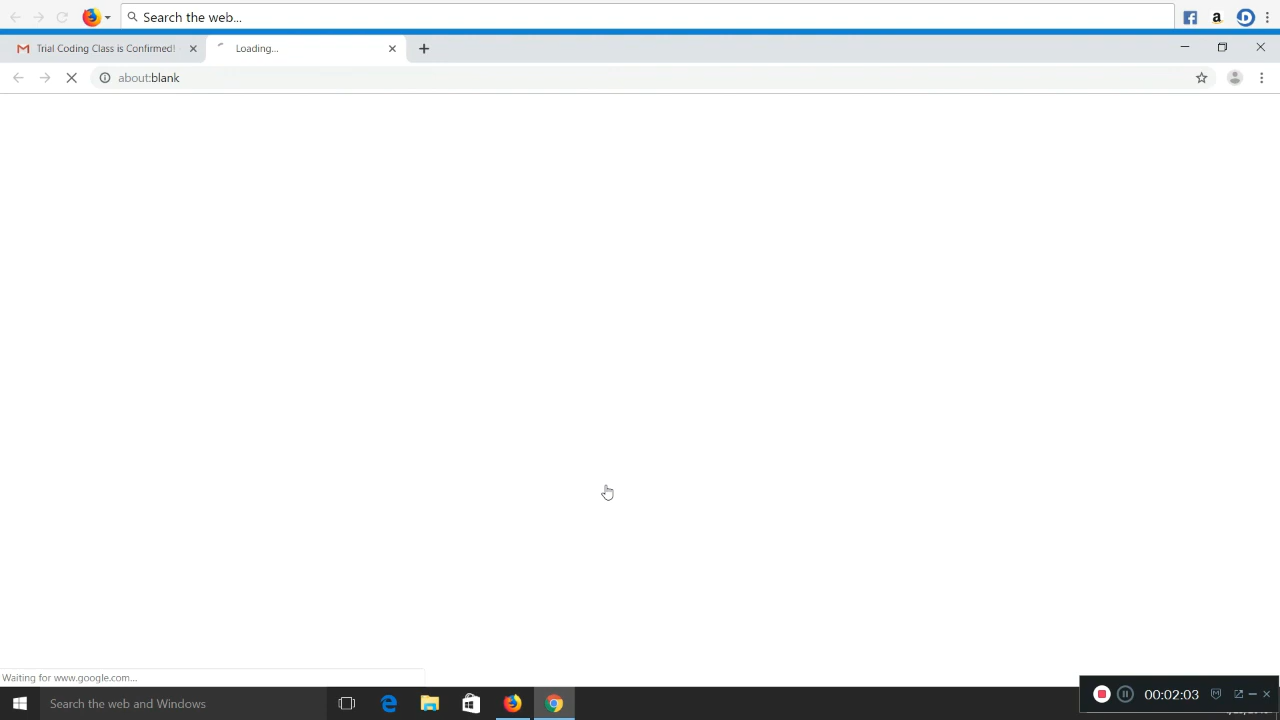 Search the web...
Trial Coding Class is Confirmed!
Loading...
about:blank
Waiting for www.google.com...
Search the web and Windows
00:02:03